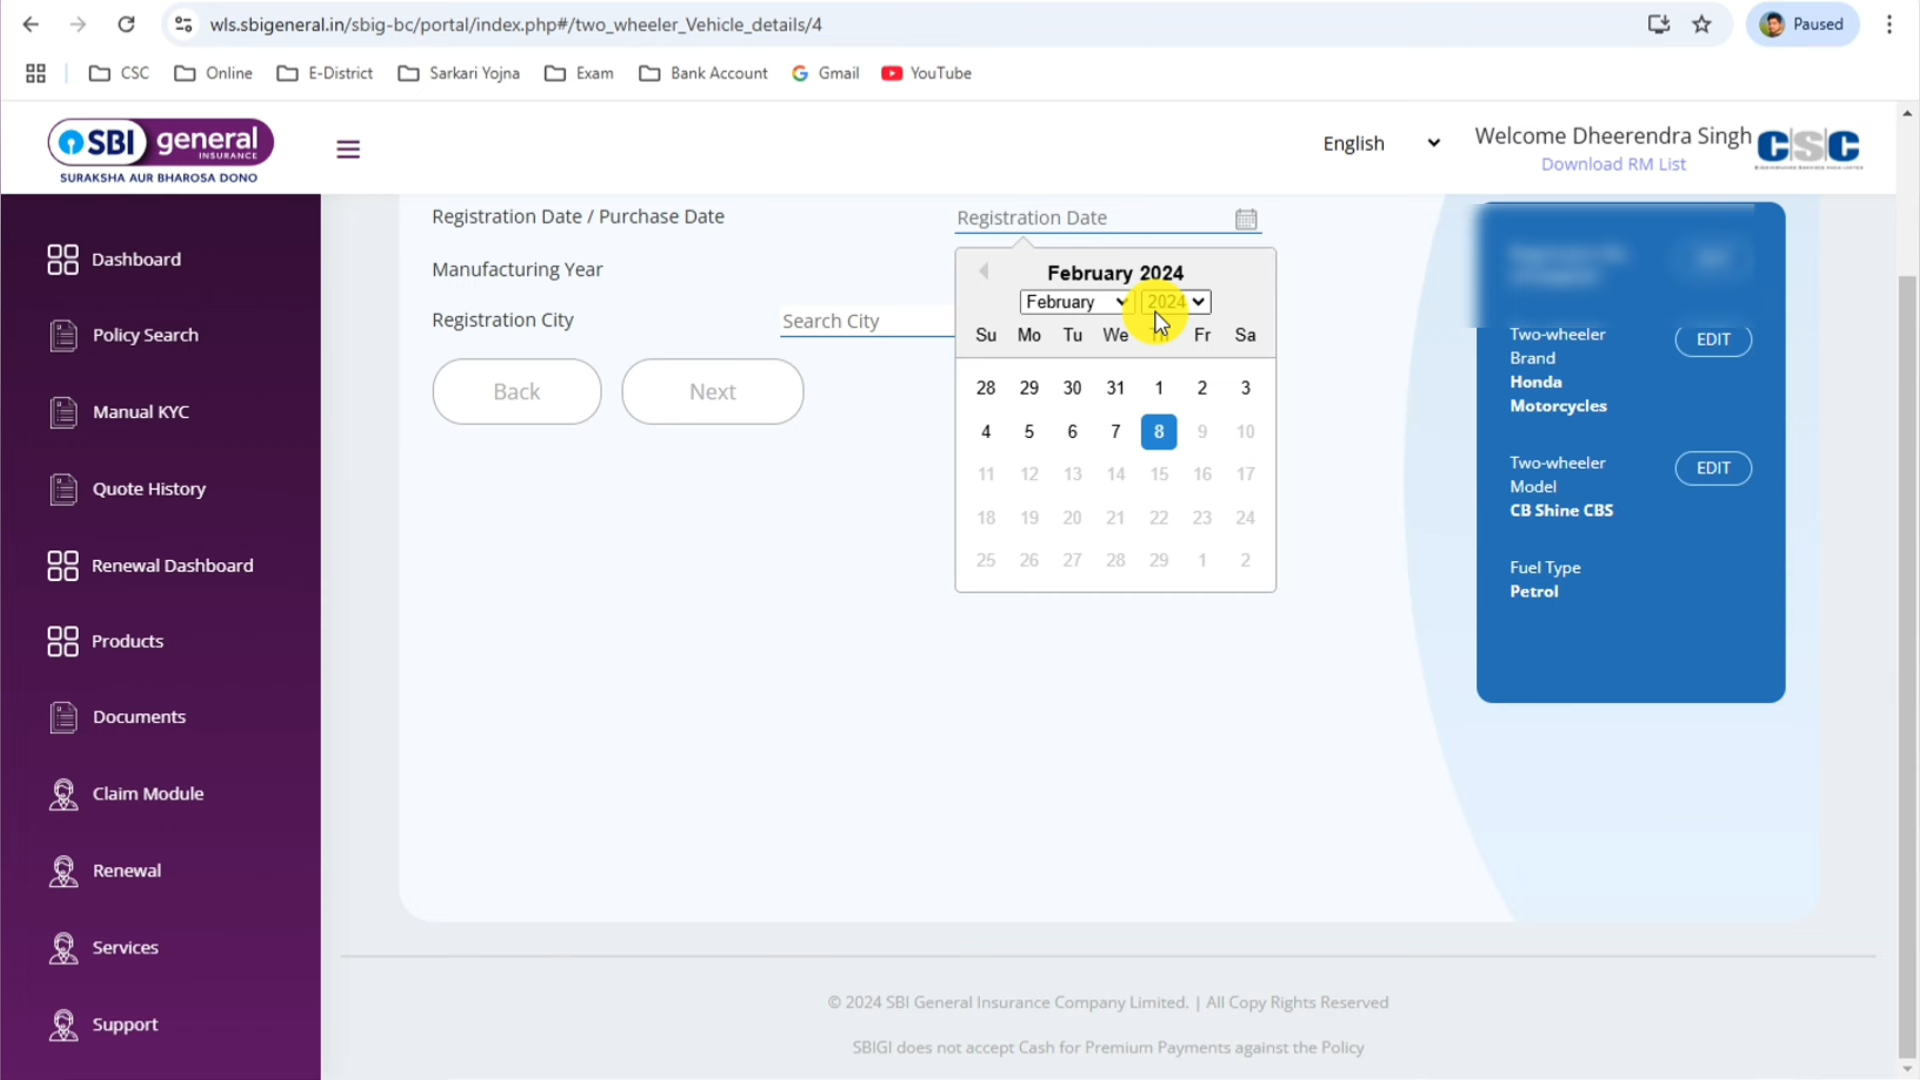 wls.sbigeneral.in/sbig-bc/portal/index.php#/two_wheeler_Vehicle_details/4
Paused
CSC
Online
E-District
Sarkari Yojna
Exam
Bank Account
Gmail
YouTube
SBI general
INSURANCE
SURAKSHA AUR BHAROSA DONO
English
Welcome Dheerendra Singh
Download RM List
CSC
Dashboard
Policy Search
Manual KYC
Quote History
Renewal Dashboard
Products
Documents
Claim Module
Renewal
Services
Support
Registration Date / Purchase Date
Registration Date
Manufacturing Year
Registration City
Search City
Back
Next
February 2024
February
2024
Su Mo Tu We Th Fr Sa
28 29 30 31 1 2 3
4 5 6 7 8 9 10
11 12 13 14 15 16 17
18 19 20 21 22 23 24
25 26 27 28 29 1 2
Two-wheeler
Brand
Honda
Motorcycles
EDIT
Two-wheeler
Model
CB Shine CBS
EDIT
Fuel Type
Petrol
© 2024 SBI General Insurance Company Limited. | All Copy Rights Reserved
SBIGI does not accept Cash for Premium Payments against the Policy